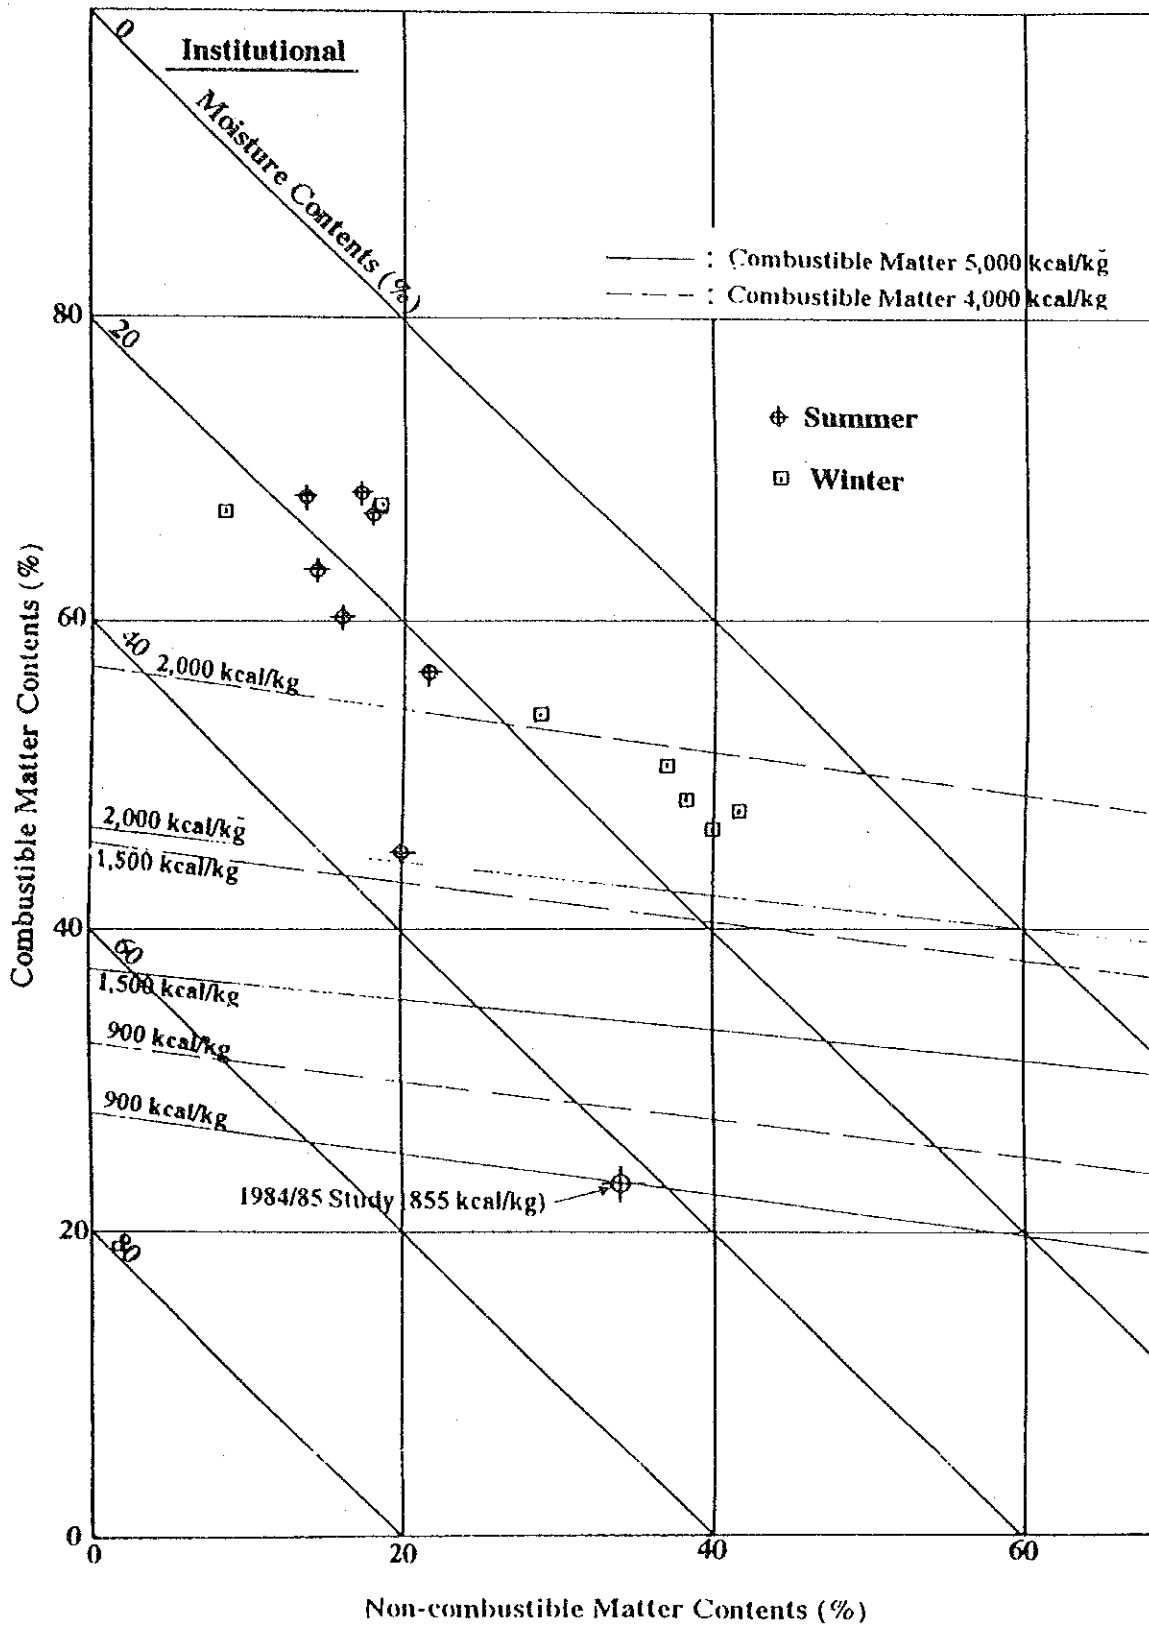 0
Institutional
Moisture Contents (%)
: Combustible Matter 5,000 kcal/kg
: Combustible Matter 4,000 kcal/kg
80
20
Summer
Winter
Combustible Matter Contents (%)
60
40
2,000 kcal/kg
2,000 kcal/kg
1,500 kcal/kg
40
60
1,500 kcal/kg
900 kcal/kg
900 kcal/kg
1984/85 Study (855 kcal/kg)
20
80
0
0
20
40
60
Non-combustible Matter Contents (%)